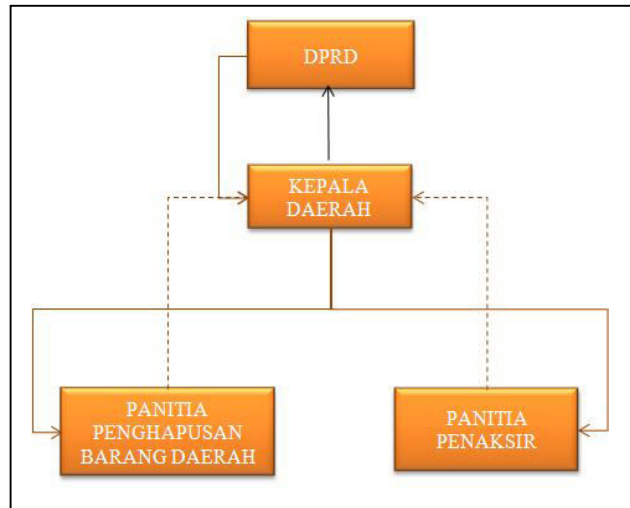 DPRD
KEPALA
DAERAH
PANITIA
PENGHAPUSAN
BARANG DAERAH
PANITIA
PENAKSIR